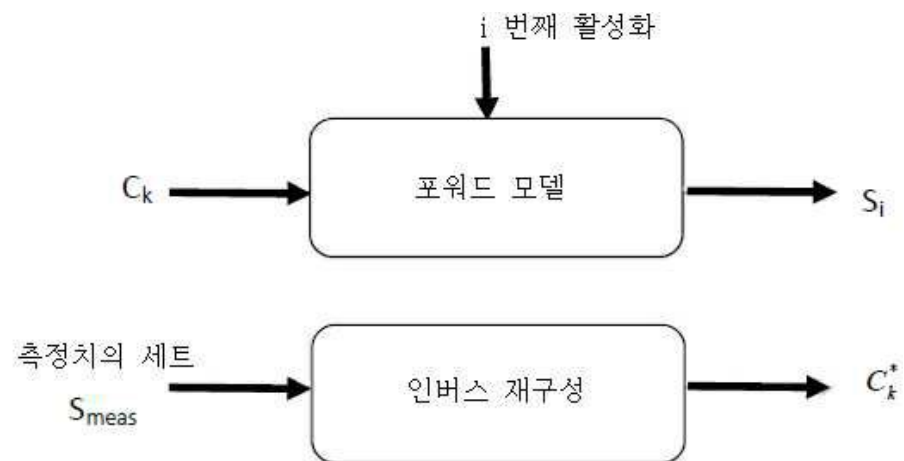 i 번째 활성화
C_k
포워드 모델
S_i
측정치의 세트
S_meas
인버스 재구성
C_k^*